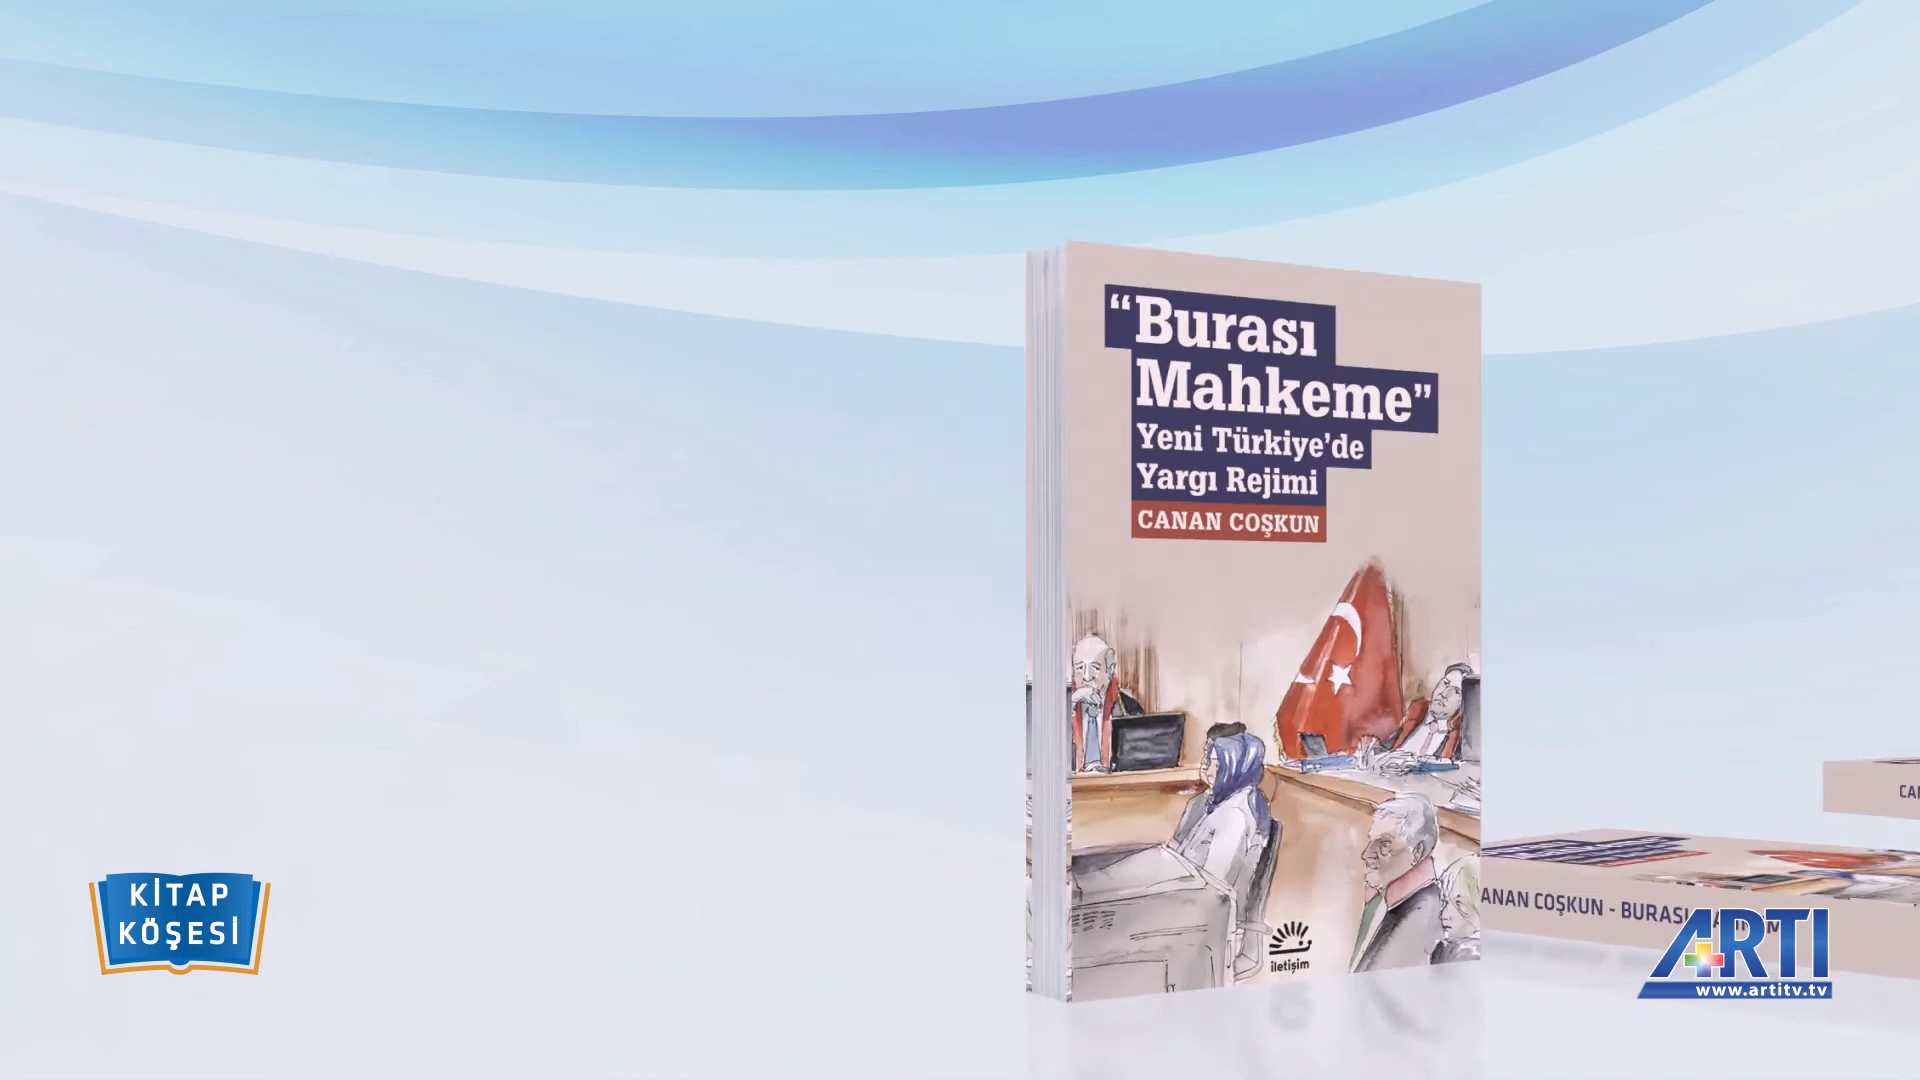 “Burası
Mahkeme”
Yeni Türkiye’de
Yargı Rejimi
CANAN COŞKUN
iletişim
KİTAP
KÖŞESİ
ANAN COŞKUN - BURASI
ARTI
www.artitv.tv